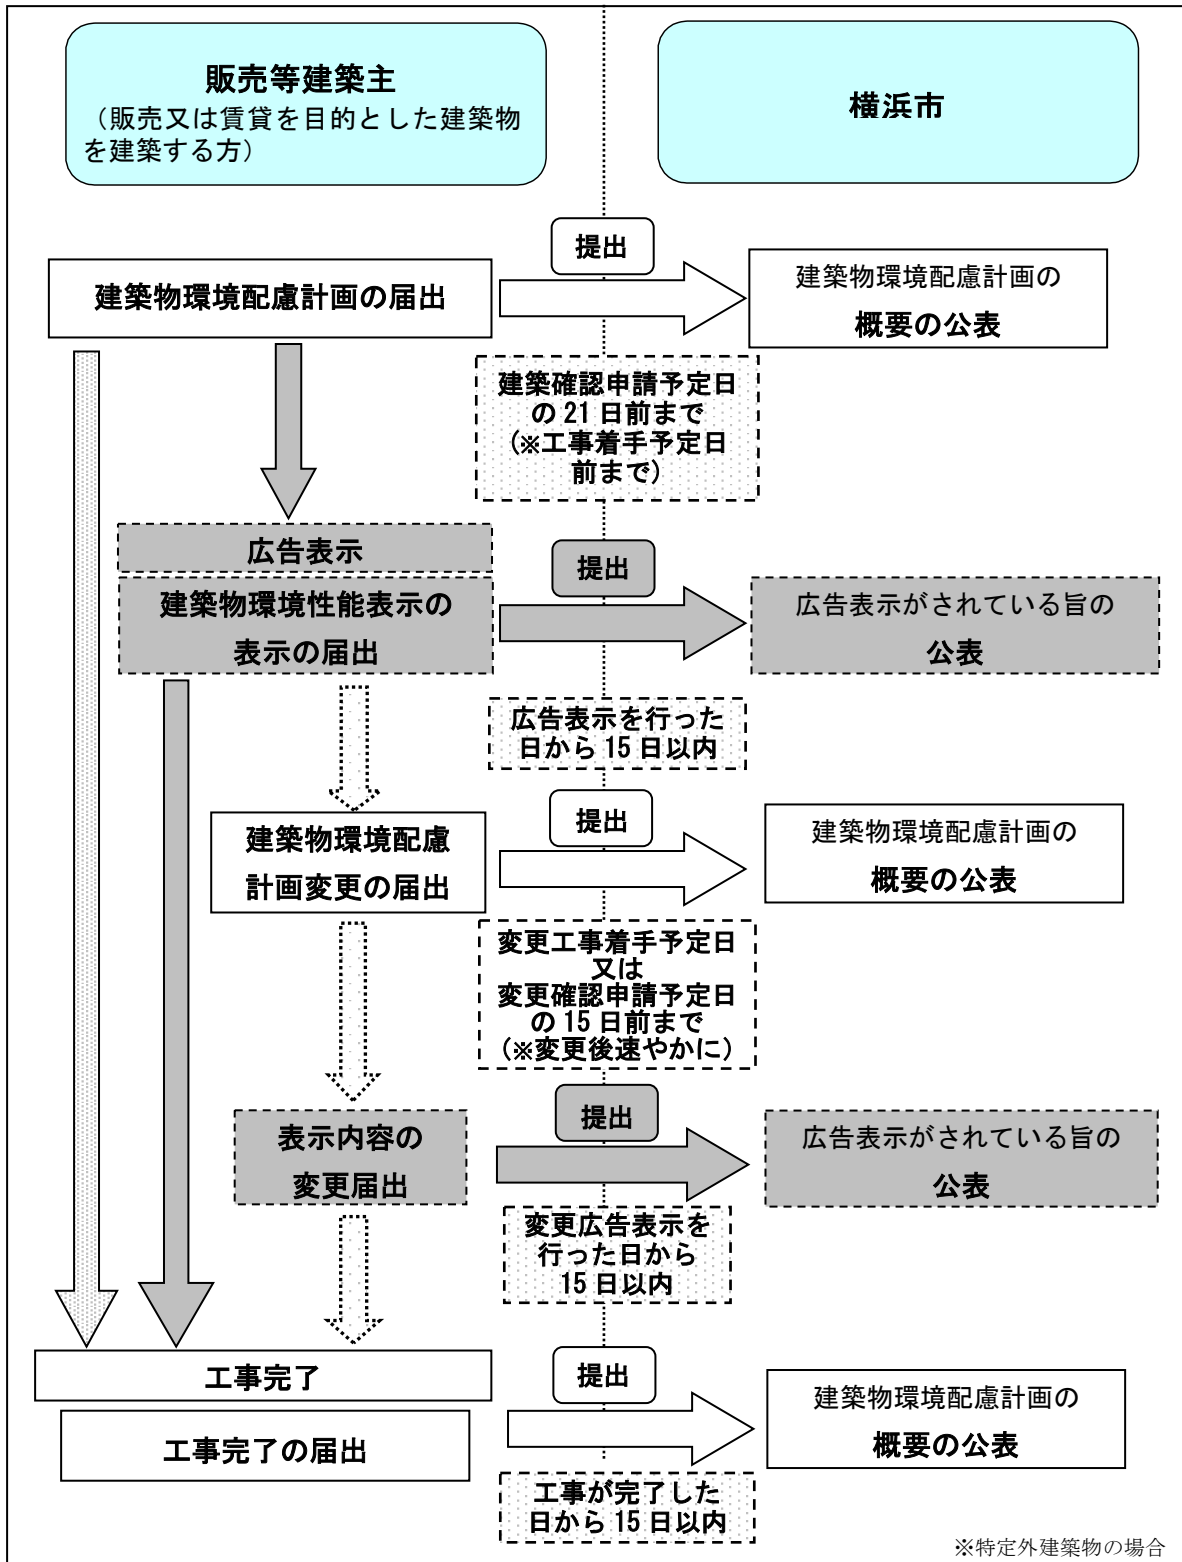 販売等建築主
（販売又は賃貸を目的とした建築物
を建築する方）
横浜市
提出
建築物環境配慮計画の届出
建築物環境配慮計画の
概要の公表
建築確認申請予定日
の 21 日前まで
(※工事着手予定日
前まで)
広告表示
提出
建築物環境性能表示の
表示の届出
広告表示がされている旨の
公表
広告表示を行った
日から 15 日以内
提出
建築物環境配慮
計画変更の届出
建築物環境配慮計画の
概要の公表
変更工事着手予定日
又は
変更確認申請予定日
の 15 日前まで
(※変更後速やかに)
提出
表示内容の
変更届出
広告表示がされている旨の
公表
変更広告表示を
行った日から
15 日以内
提出
工事完了
工事完了の届出
建築物環境配慮計画の
概要の公表
工事が完了した
日から 15 日以内
※特定外建築物の場合